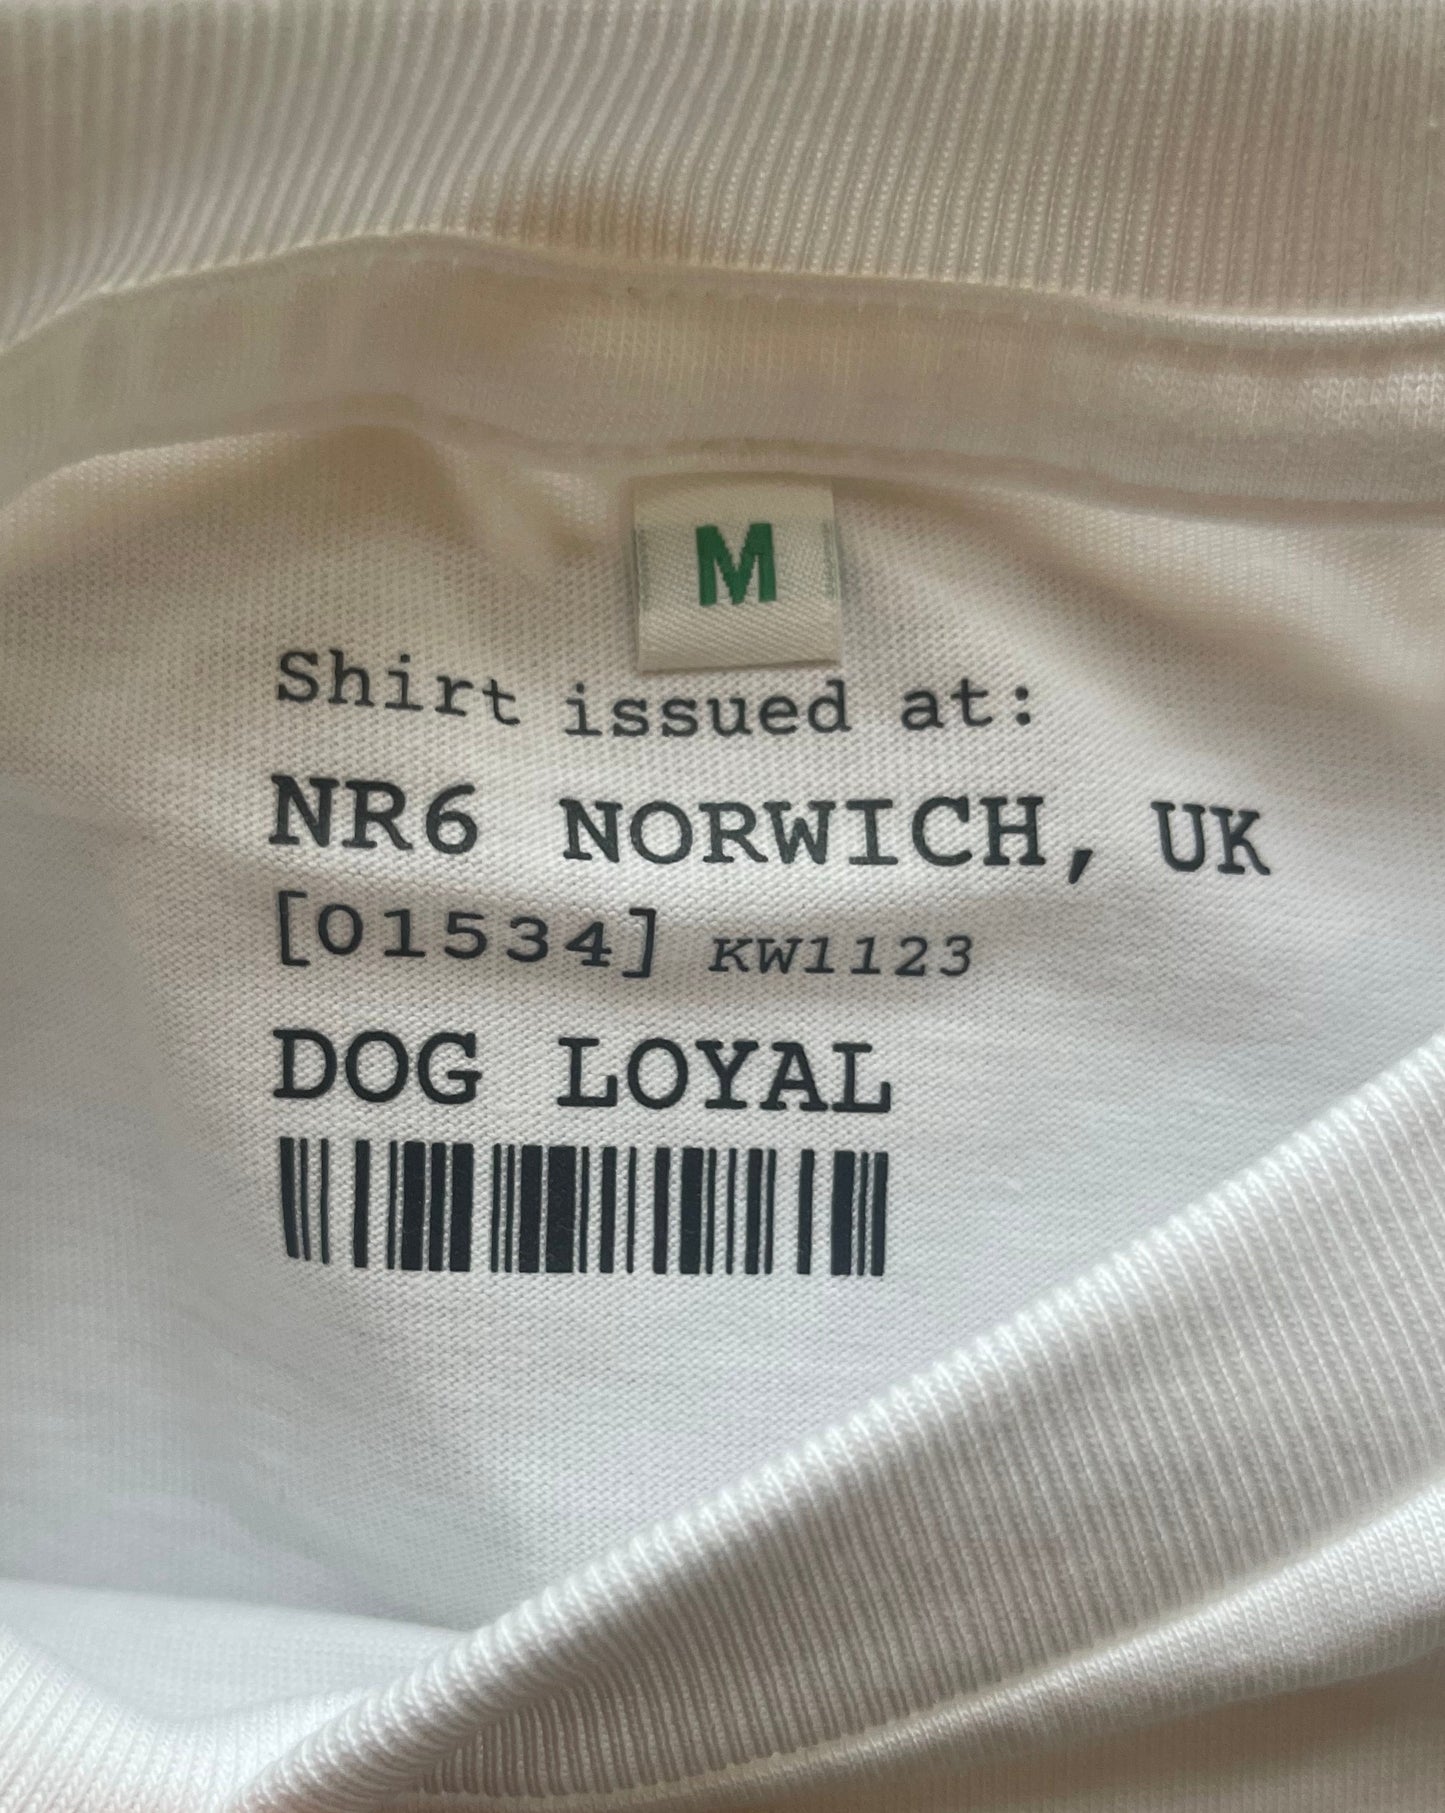 M
Shirt issued at:
NR6 NORWICH, UK
[01534] KW1123
DOG LOYAL